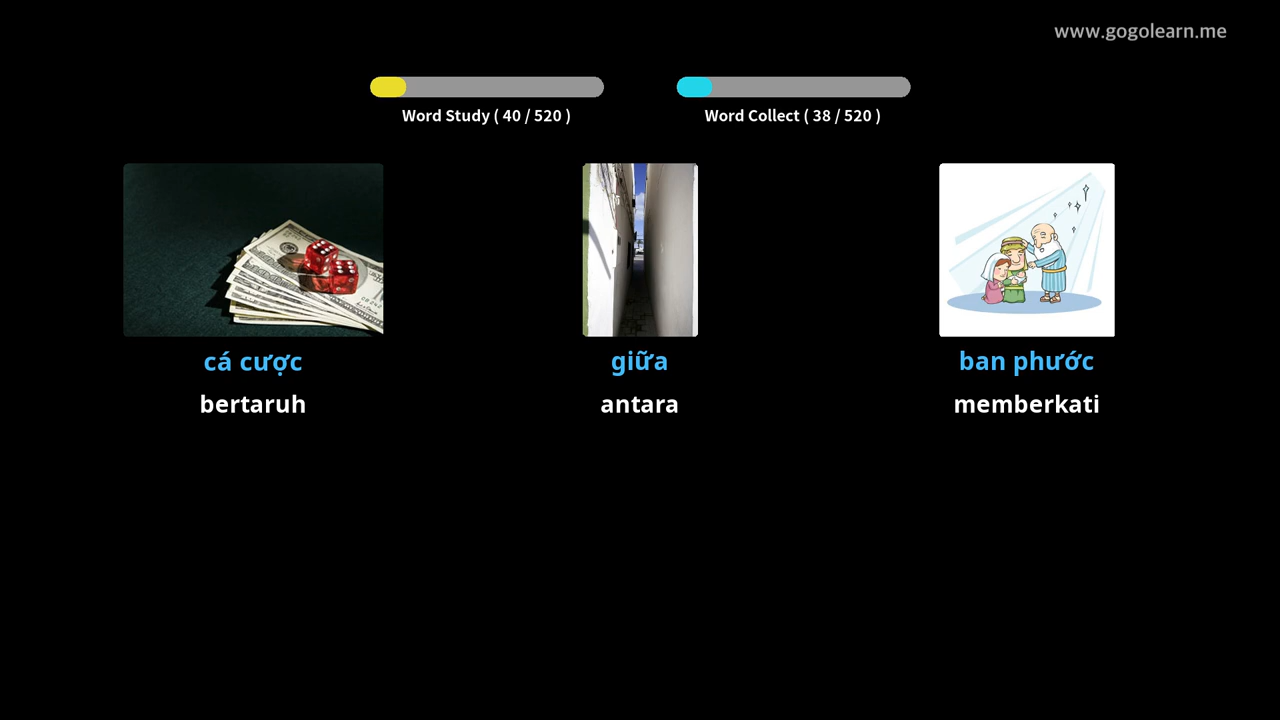 www.gogolearn.me
Word Study ( 40 / 520 )
Word Collect ( 38 / 520 )
cá cược
giữa
ban phước
bertaruh
antara
memberkati